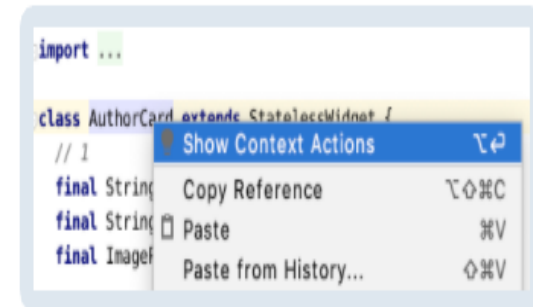 import ...
class AuthorCard extends StatelessWidget {
// 1
Show Context Actions ⌥⏎
final String
Copy Reference ⌥⇧⌘C
final String
Paste ⌘V
final
Paste from History... ⇧⌘V